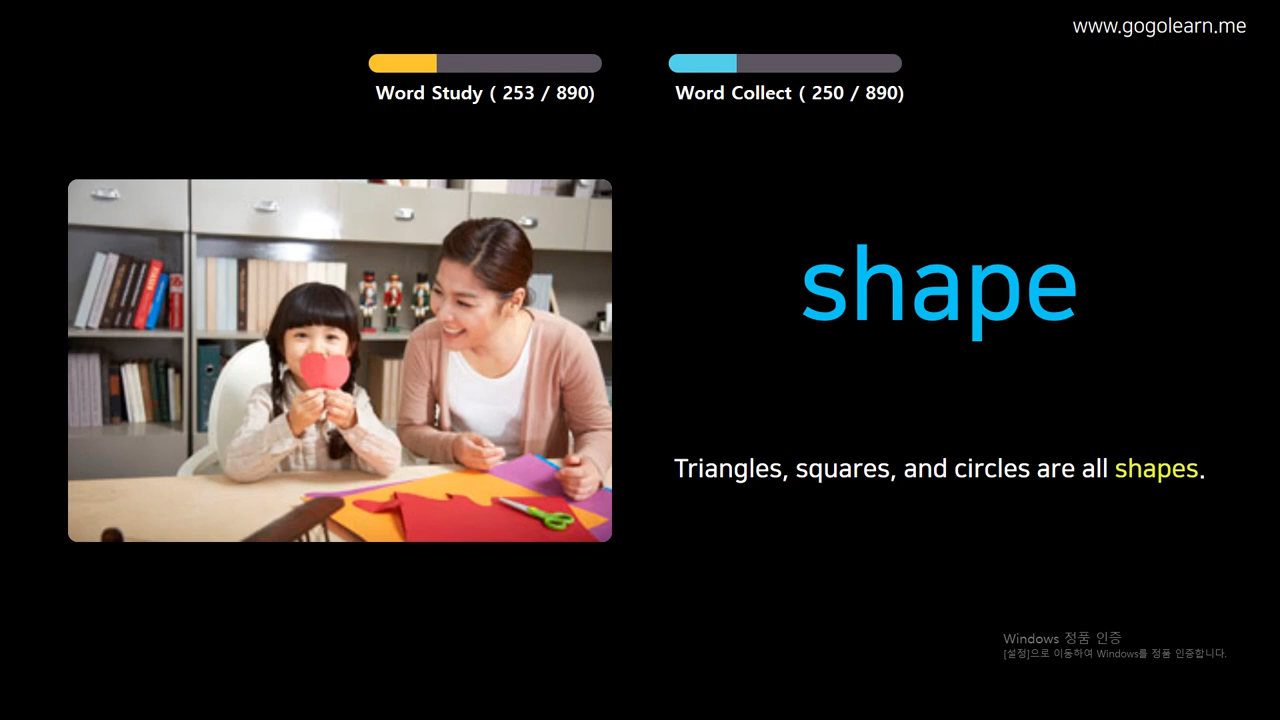 www.gogolearn.me
Word Study ( 253 / 890)
Word Collect ( 250 / 890)
shape
Triangles, squares, and circles are all shapes.
Windows 정품 인증
[설정]으로 이동하여 Windows를 정품 인증합니다.